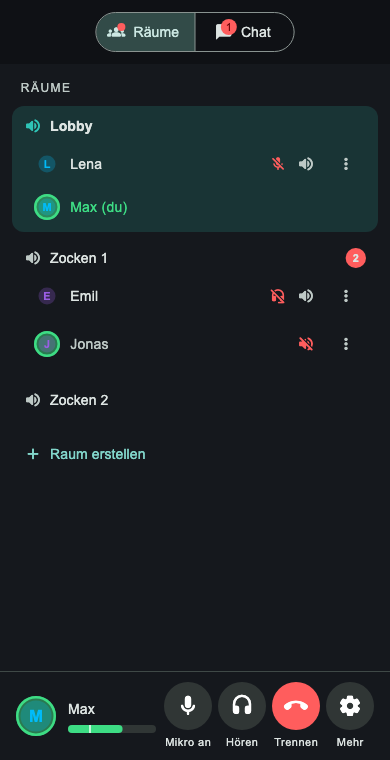 Räume
1
Chat
RÄUME
Lobby
L
Lena
M
Max (du)
Zocken 1
2
E
Emil
J
Jonas
Zocken 2
+ Raum erstellen
M
Max
Mikro an
Hören
Trennen
Mehr